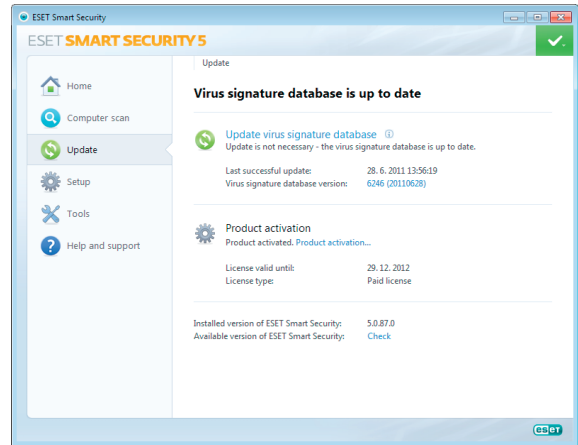 ESET Smart Security
ESET SMART SECURITY 5
Home
Computer scan
Update
Setup
Tools
Help and support
Update
Virus signature database is up to date
Update virus signature database
Update is not necessary - the virus signature database is up to date.
Last successful update: 28. 6. 2011 13:56:19
Virus signature database version: 6246 (20110628)
Product activation
Product activated. Product activation...
License valid until: 29. 12. 2012
License type: Paid license
Installed version of ESET Smart Security: 5.0.87.0
Available version of ESET Smart Security: Check
eset